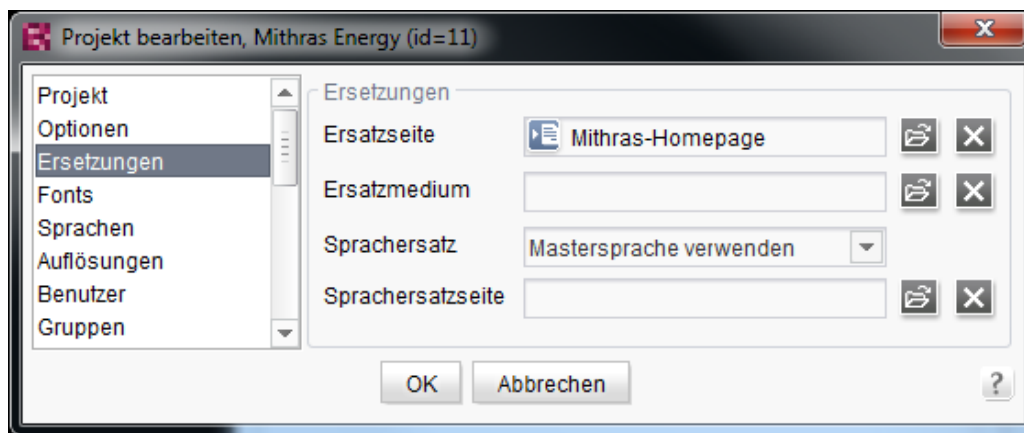 Projekt bearbeiten, Mithras Energy (id=11)
Projekt
Optionen
Ersetzungen
Fonts
Sprachen
Auflösungen
Benutzer
Gruppen
Ersetzungen
Ersatzseite Mithras-Homepage
Ersatzmedium
Sprachersatz Mastersprache verwenden
Sprachersatzseite
OK Abbrechen ?